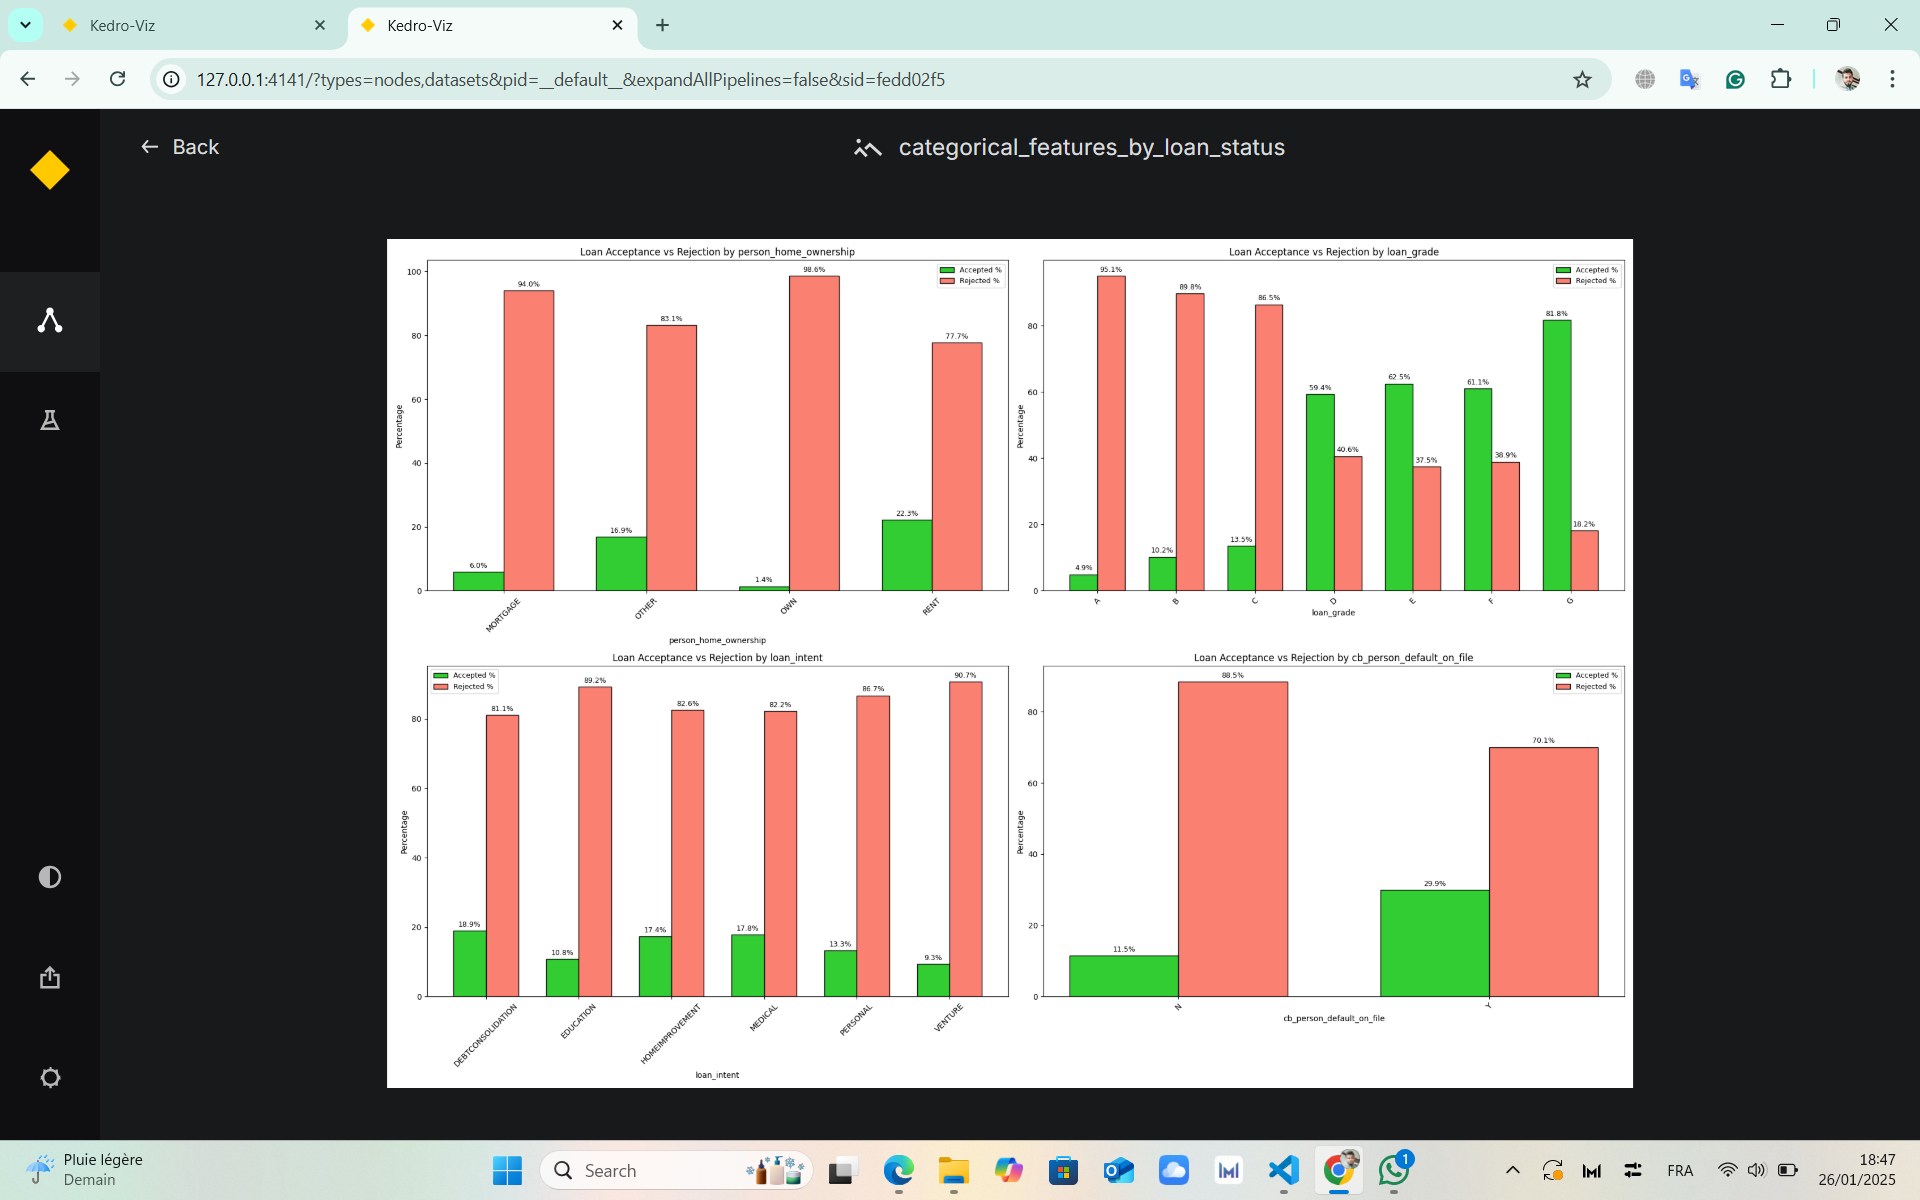 Kedro-Viz
Kedro-Viz
127.0.0.1:4141/?types=nodes,datasets&pid=__default__&expandAllPipelines=false&sid=fedd02f5
Back
categorical_features_by_loan_status
Loan Acceptance vs Rejection by person_home_ownership
Accepted %
Rejected %
Percentage
100
80
60
40
20
0
6.0%
94.0%
16.9%
83.1%
1.4%
98.6%
22.3%
77.7%
MORTGAGE
OTHER
OWN
RENT
person_home_ownership
Loan Acceptance vs Rejection by loan_grade
Accepted %
Rejected %
Percentage
80
60
40
20
0
4.9%
95.1%
10.2%
89.8%
13.5%
86.5%
59.4%
40.6%
62.5%
37.5%
61.1%
38.9%
81.8%
18.2%
A
B
C
D
E
F
G
loan_grade
Loan Acceptance vs Rejection by loan_intent
Accepted %
Rejected %
Percentage
80
60
40
20
0
18.9%
81.1%
10.8%
89.2%
17.4%
82.6%
17.8%
82.2%
13.3%
86.7%
9.3%
90.7%
DEBTCONSOLIDATION
EDUCATION
HOMEIMPROVEMENT
MEDICAL
PERSONAL
VENTURE
loan_intent
Loan Acceptance vs Rejection by cb_person_default_on_file
Accepted %
Rejected %
Percentage
80
60
40
20
0
11.5%
88.5%
29.9%
70.1%
N
Y
cb_person_default_on_file
Pluie légère
Demain
Search
1
FRA
18:47
26/01/2025